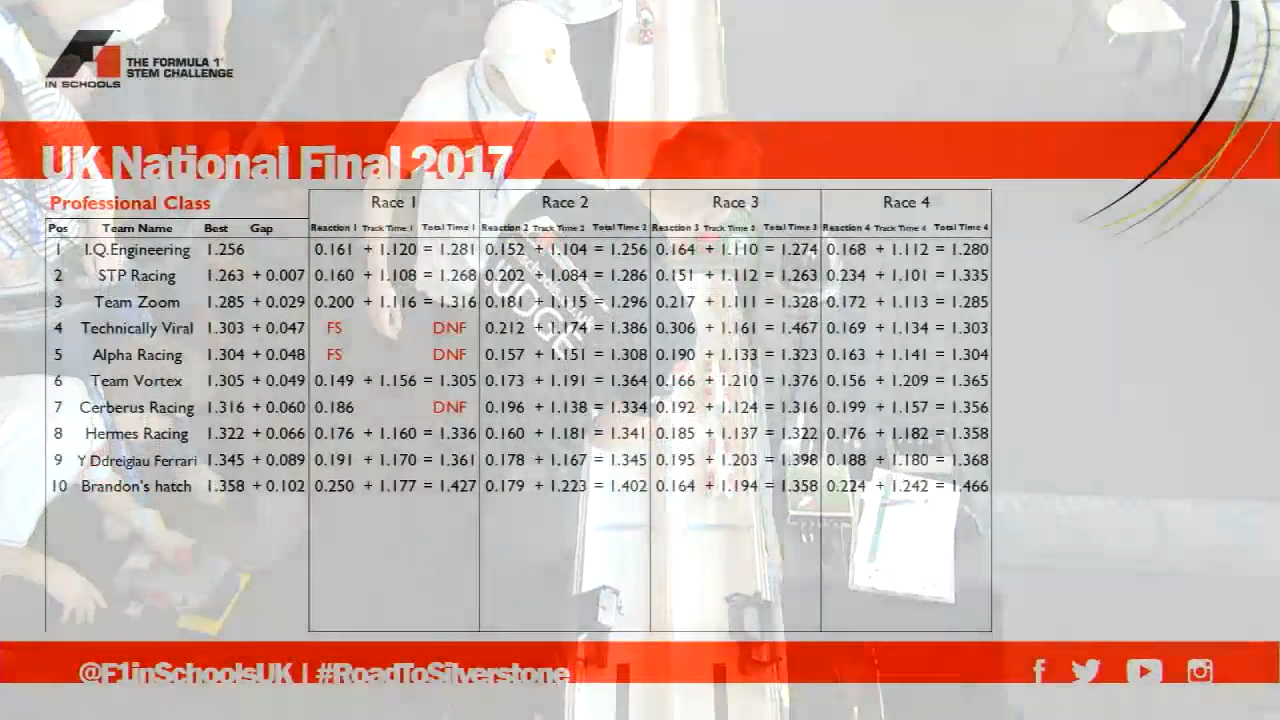 THE FORMULA 1
STEM CHALLENGE
IN SCHOOLS
UK National Final 2017
Professional Class Race 1 Race 2 Race 3 Race 4
Pos Team Name Best Gap Reaction 1 Track Time 1 Total Time 1 Reaction 2 Track Time 2 Total Time 2 Reaction 3 Track Time 3 Total Time 3 Reaction 4 Track Time 4 Total Time 4
1 I.Q.Engineering 1.256 0.161 + 1.120 = 1.281 0.152 + 1.104 = 1.256 0.164 + 1.110 = 1.274 0.168 + 1.112 = 1.280
2 STP Racing 1.263 + 0.007 0.160 + 1.108 = 1.268 0.202 + 1.084 = 1.286 0.151 + 1.112 = 1.263 0.234 + 1.101 = 1.335
3 Team Zoom 1.285 + 0.029 0.200 + 1.116 = 1.316 0.181 + 1.115 = 1.296 0.217 + 1.111 = 1.328 0.172 + 1.113 = 1.285
4 Technically Viral 1.303 + 0.047 FS DNF 0.212 + 1.174 = 1.386 0.306 + 1.161 = 1.467 0.169 + 1.134 = 1.303
5 Alpha Racing 1.304 + 0.048 FS DNF 0.157 + 1.151 = 1.308 0.190 + 1.133 = 1.323 0.163 + 1.141 = 1.304
6 Team Vortex 1.305 + 0.049 0.149 + 1.156 = 1.305 0.173 + 1.191 = 1.364 0.166 + 1.210 = 1.376 0.156 + 1.209 = 1.365
7 Cerberus Racing 1.316 + 0.060 0.186 DNF 0.196 + 1.138 = 1.334 0.192 + 1.124 = 1.316 0.199 + 1.157 = 1.356
8 Hermes Racing 1.322 + 0.066 0.176 + 1.160 = 1.336 0.160 + 1.181 = 1.341 0.185 + 1.137 = 1.322 0.176 + 1.182 = 1.358
9 Y Ddreigiau Ferrari 1.345 + 0.089 0.191 + 1.170 = 1.361 0.178 + 1.167 = 1.345 0.195 + 1.203 = 1.398 0.188 + 1.180 = 1.368
10 Brandon's hatch 1.358 + 0.102 0.250 + 1.177 = 1.427 0.179 + 1.223 = 1.402 0.164 + 1.194 = 1.358 0.224 + 1.242 = 1.466
JUDGE
@F1inSchoolsUK | #RoadToSilverstone